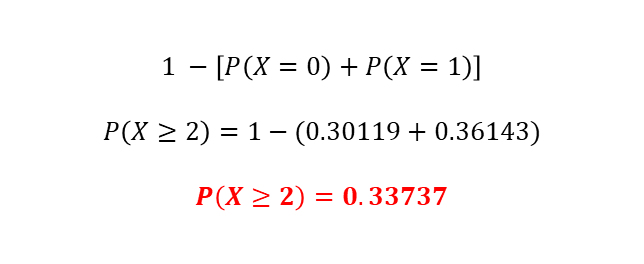 1 − [P(X = 0) + P(X = 1)]
P(X ≥ 2) = 1 − (0.30119 + 0.36143)
P(X ≥ 2) = 0.33737